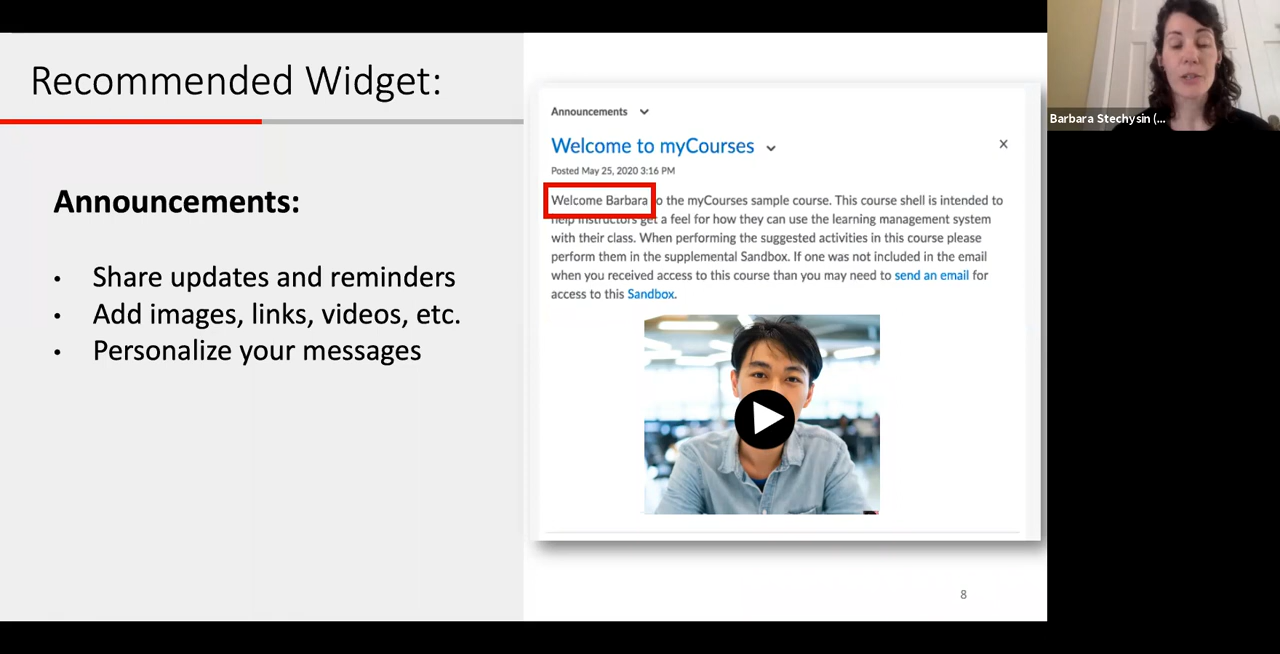 Recommended Widget:
Announcements:
• Share updates and reminders
• Add images, links, videos, etc.
• Personalize your messages
Announcements
Welcome to myCourses
Posted May 25, 2020 3:16 PM
Welcome Barbara o the myCourses sample course. This course shell is intended to
help instructors get a feel for how they can use the learning management system
with their class. When performing the suggested activities in this course please
perform them in the supplemental Sandbox. If one was not included in the email
when you received access to this course than you may need to send an email for
access to this Sandbox.
8
Barbara Stechysin (...